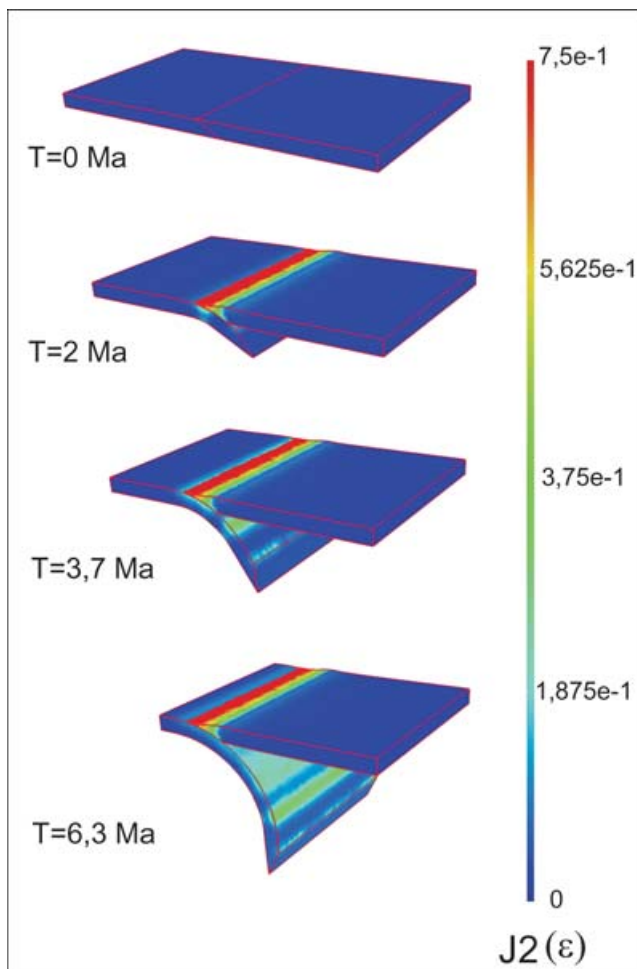 7,5e-1
T=0 Ma
5,625e-1
T=2 Ma
3,75e-1
T=3,7 Ma
1,875e-1
T=6,3 Ma
0
J2 (ε)